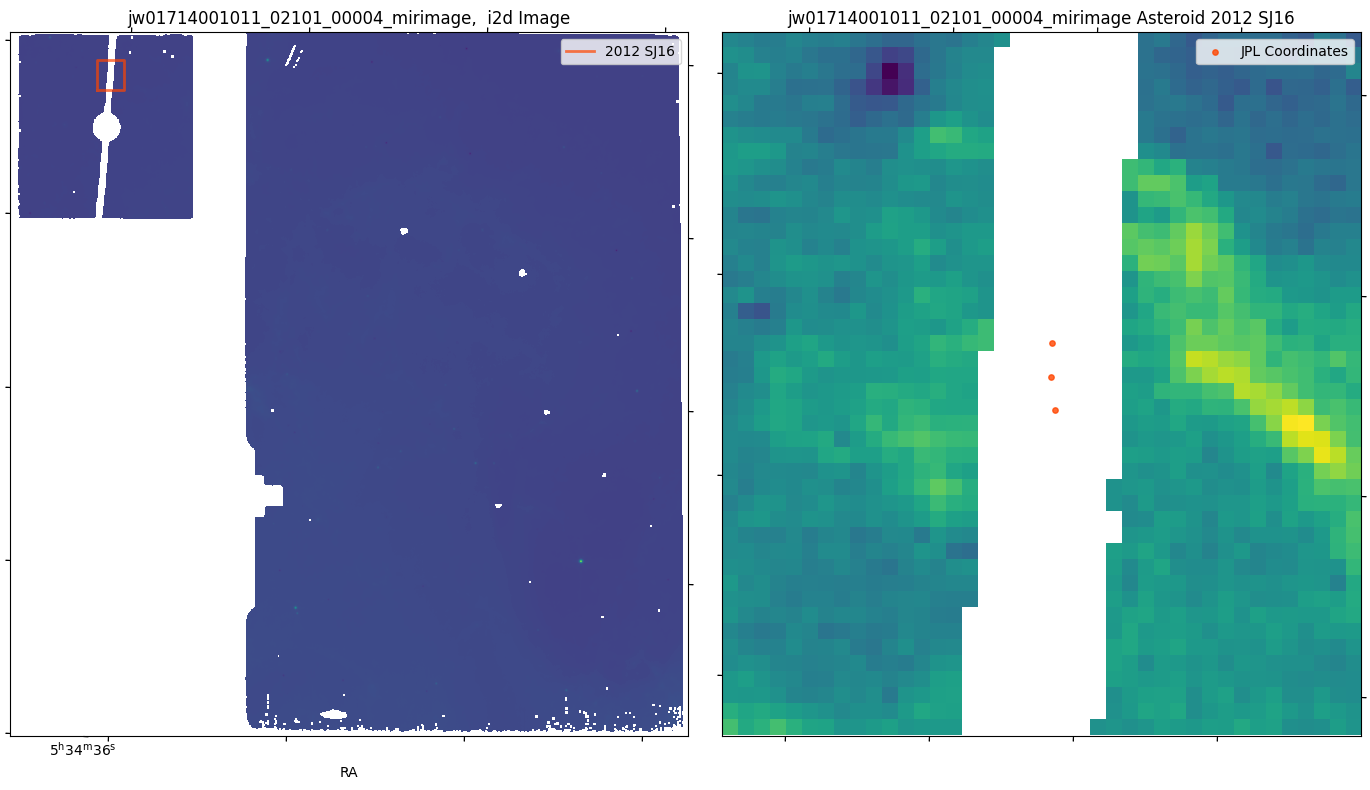 jw01714001011_02101_00004_mirimage,  i2d Image
2012 SJ16
5h34m36s
RA
jw01714001011_02101_00004_mirimage Asteroid 2012 SJ16
JPL Coordinates